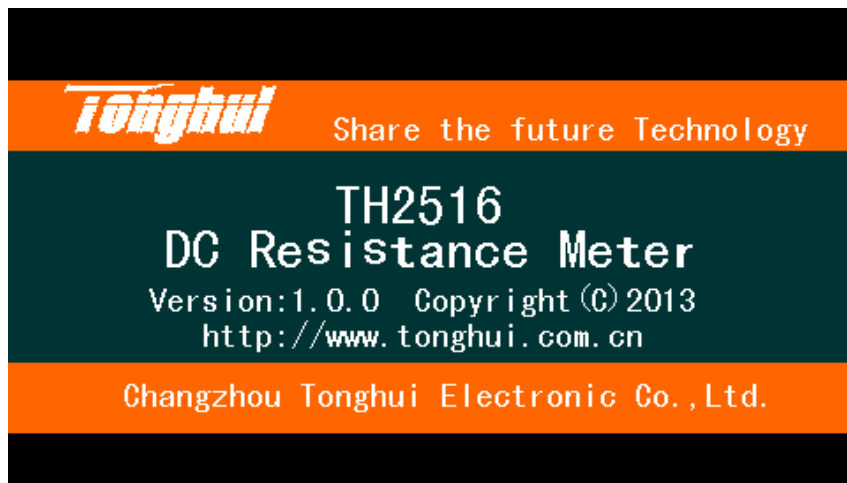 Tonghui
Share the future Technology
TH2516
DC Resistance Meter
Version:1.0.0 Copyright(C)2013
http://www.tonghui.com.cn
Changzhou Tonghui Electronic Co.,Ltd.